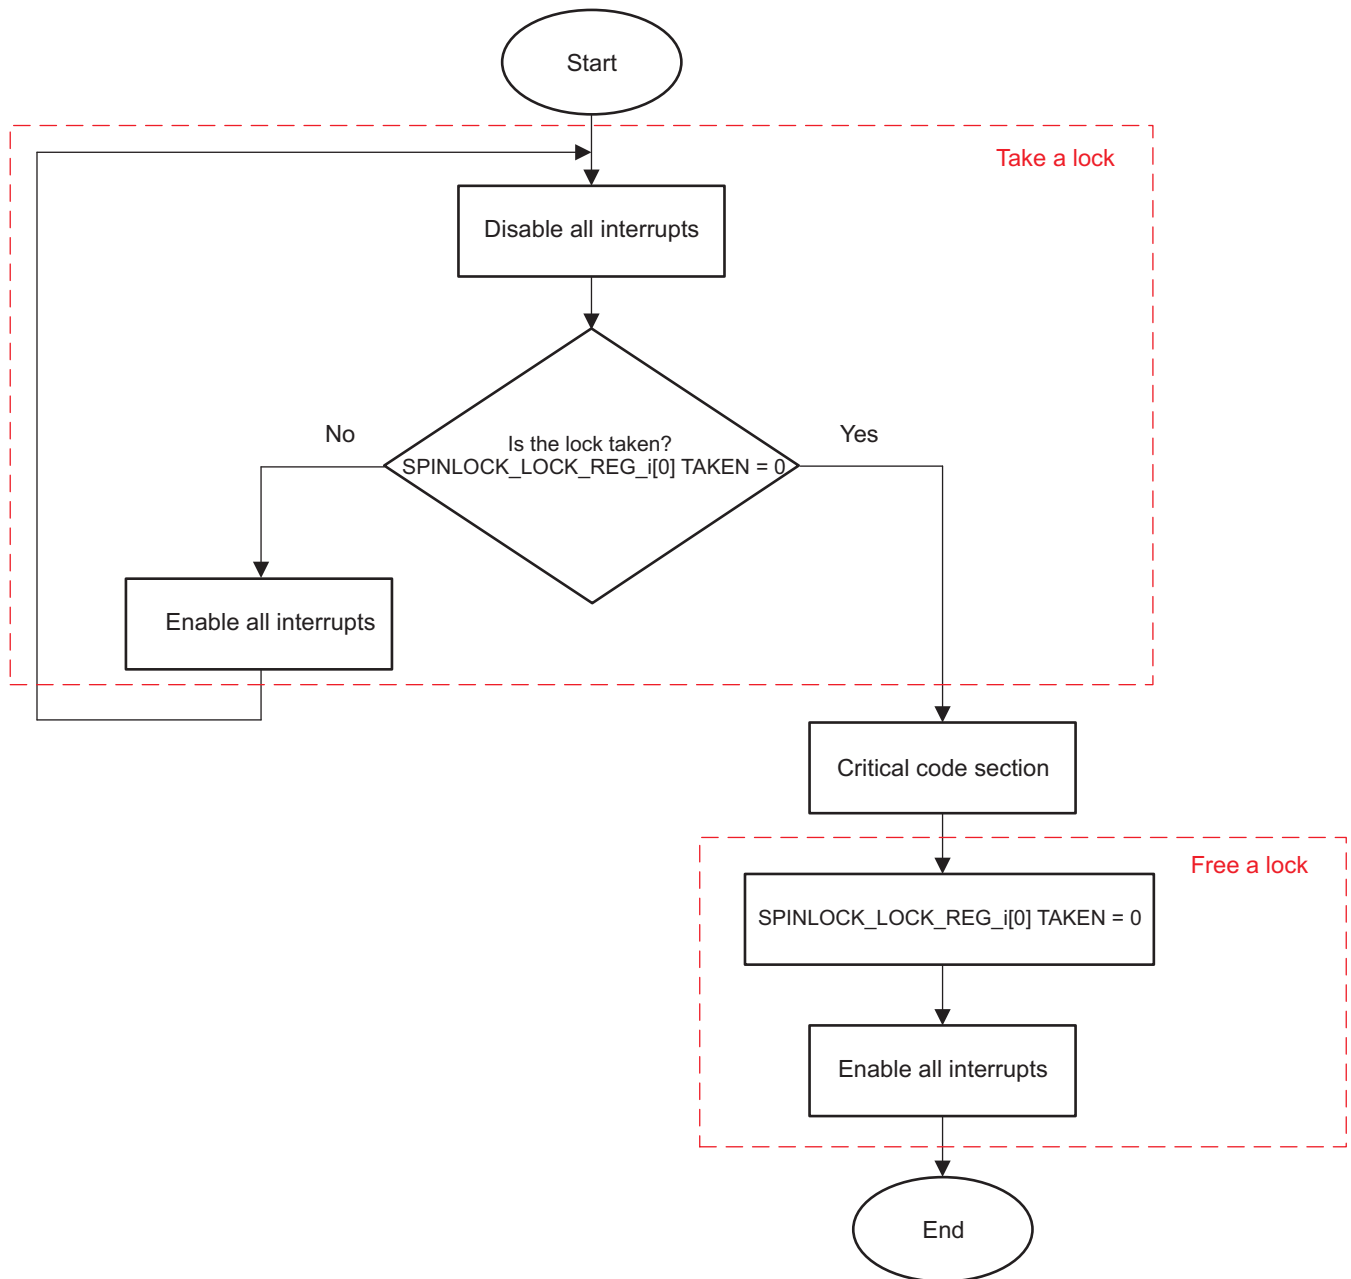 Start
Take a lock
Disable all interrupts
No
Yes
Is the lock taken?
SPINLOCK_LOCK_REG_i[0] TAKEN = 0
Enable all interrupts
Critical code section
Free a lock
SPINLOCK_LOCK_REG_i[0] TAKEN = 0
Enable all interrupts
End